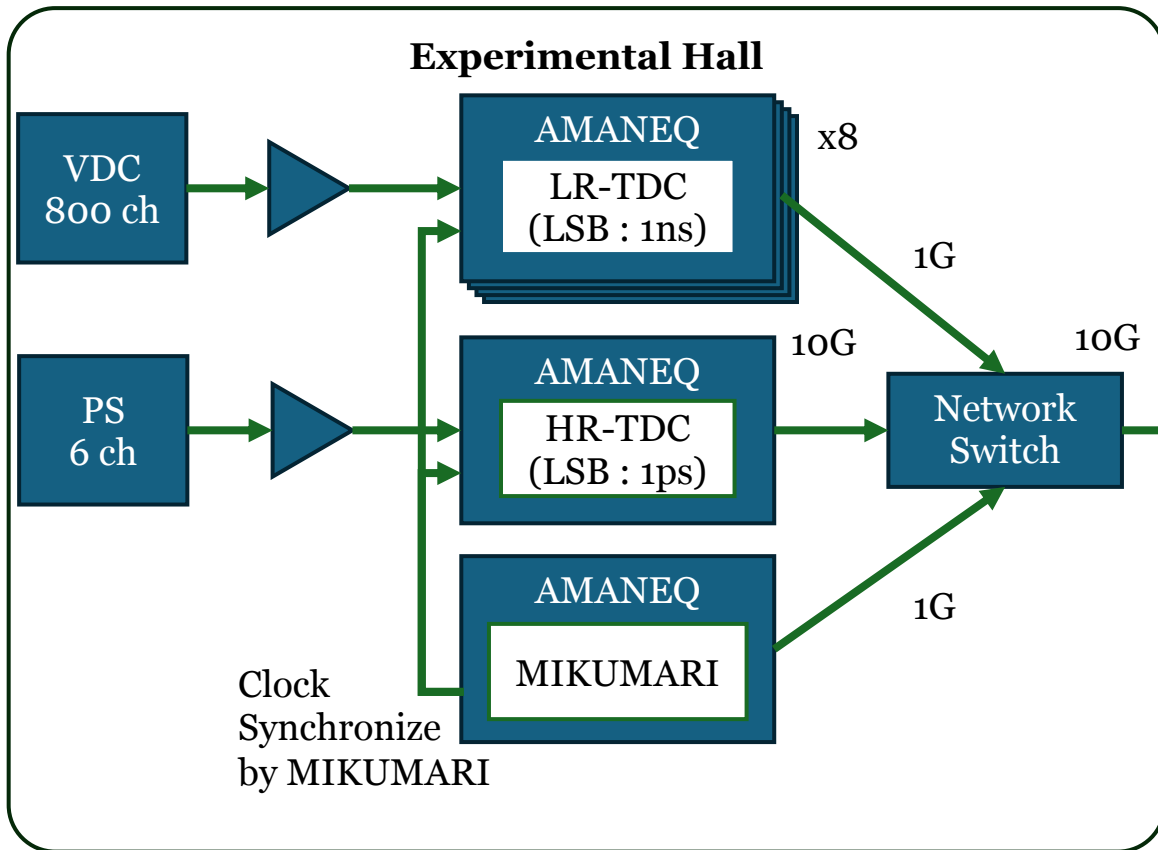 Experimental Hall
VDC
800 ch
AMANEQ
LR-TDC
(LSB : 1ns)
x8
1G
PS
6 ch
AMANEQ
HR-TDC
(LSB : 1ps)
10G
Network
Switch
10G
AMANEQ
MIKUMARI
1G
Clock
Synchronize
by MIKUMARI